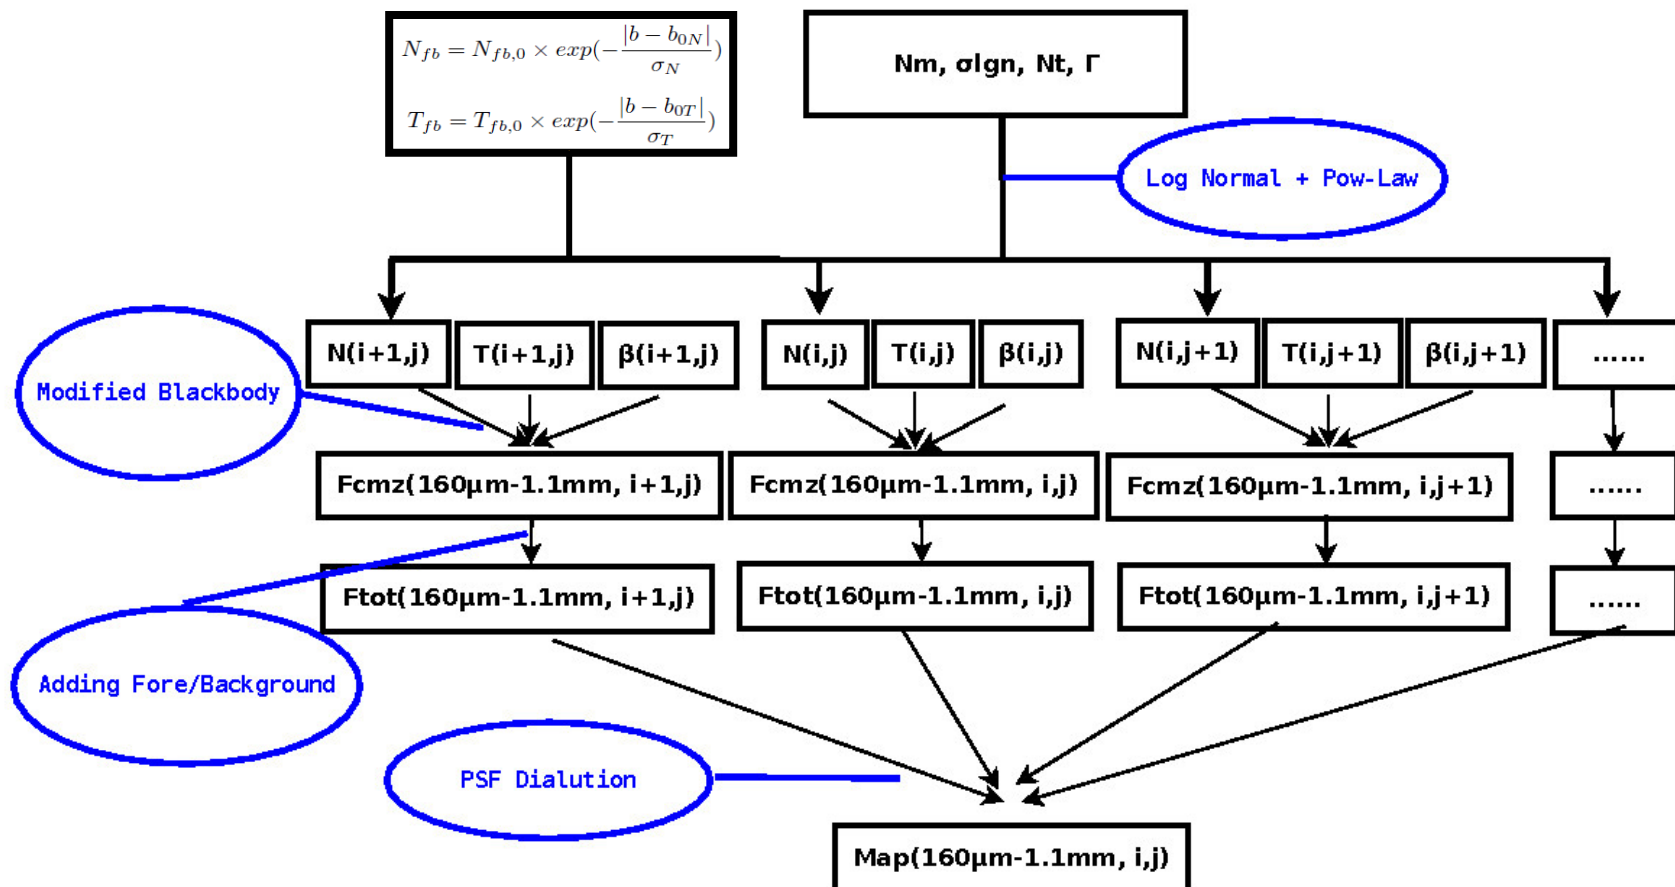 N_{fb} = N_{fb,0} × exp(-\frac{|b - b_{0N}|}{σ_N})
T_{fb} = T_{fb,0} × exp(-\frac{|b - b_{0T}|}{σ_T})
Nm, σlgn, Nt, Γ
Log Normal + Pow-Law
N(i+1,j) T(i+1,j) β(i+1,j) N(i,j) T(i,j) β(i,j) N(i,j+1) T(i,j+1) β(i,j+1) ......
Modified Blackbody
Fcmz(160μm-1.1mm, i+1,j) Fcmz(160μm-1.1mm, i,j) Fcmz(160μm-1.1mm, i,j+1) ......
Ftot(160μm-1.1mm, i+1,j) Ftot(160μm-1.1mm, i,j) Ftot(160μm-1.1mm, i,j+1) ......
Adding Fore/Background
PSF Dialution
Map(160μm-1.1mm, i,j)